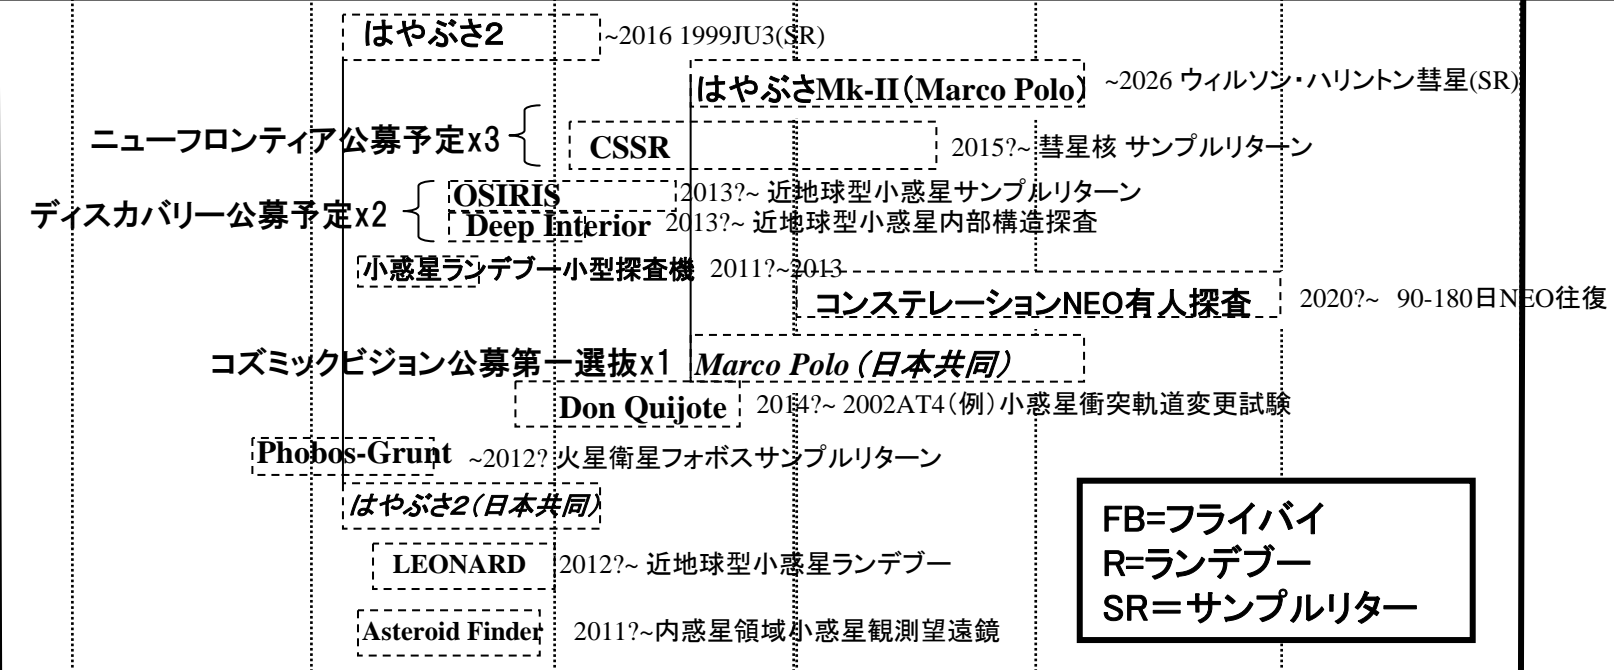 はやぶさ2 ~2016 1999JU3(SR)
はやぶさMk-II(Marco Polo) ~2026 ウィルソン・ハリントン彗星(SR)
ニューフロンティア公募予定x3
CSSR 2015?~ 彗星核 サンプルリターン
OSIRIS 2013?~ 近地球型小惑星サンプルリターン
ディスカバリー公募予定x2
Deep Interior 2013?~ 近地球型小惑星内部構造探査
小惑星ランデブー小型探査機 2011?~2013
コンステレーションNEO有人探査 2020?~ 90-180日NEO往復
コズミックビジョン公募第一選抜x1 Marco Polo(日本共同)
Don Quijote 2014?~ 2002AT4(例)小惑星衝突軌道変更試験
Phobos-Grunt ~2012? 火星衛星フォボスサンプルリターン
はやぶさ2(日本共同)
LEONARD 2012?~ 近地球型小惑星ランデブー
Asteroid Finder 2011?~内惑星領域小惑星観測望遠鏡
FB=フライバイ
R=ランデブー
SR=サンプルリター